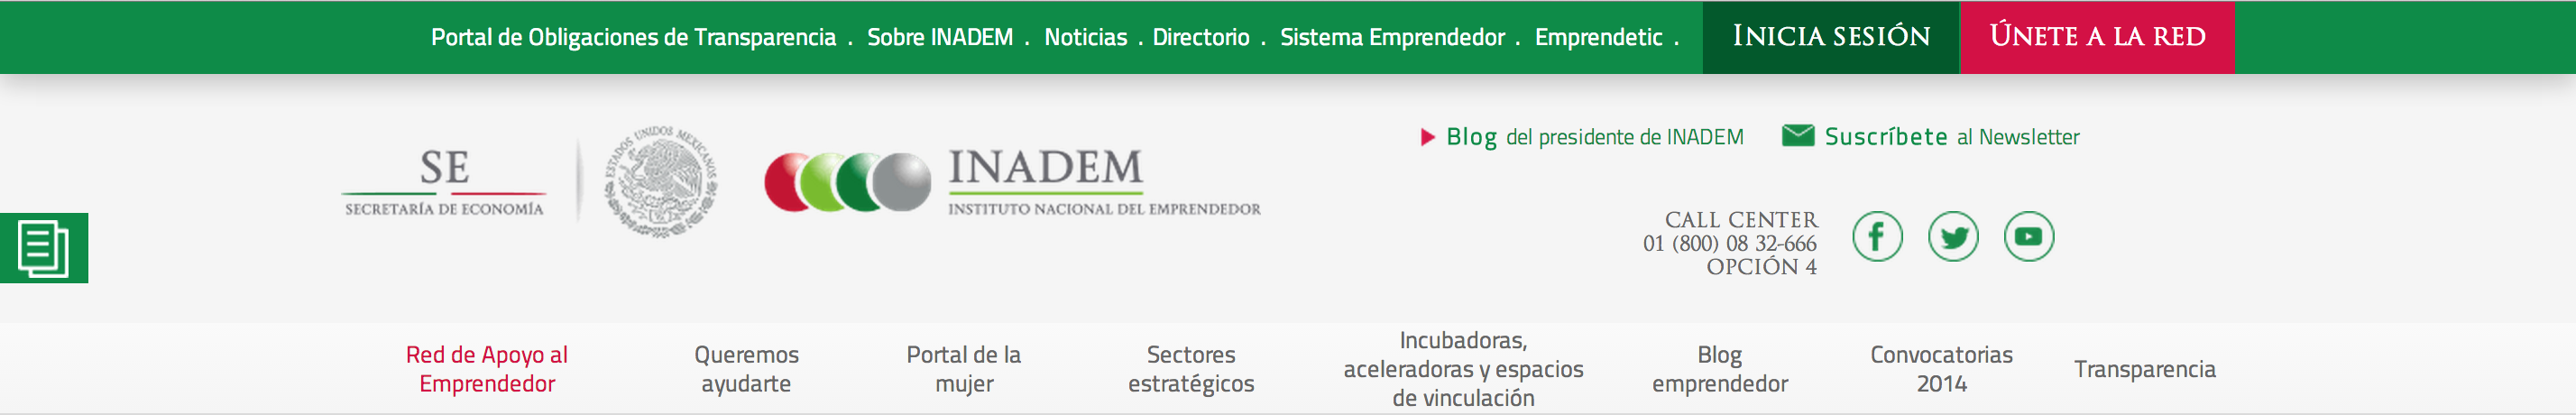 Portal de Obligaciones de Transparencia . Sobre INADEM . Noticias . Directorio . Sistema Emprendedor . Emprendetic . INICIA SESIÓN ÚNETE A LA RED
Blog del presidente de INADEM Suscríbete al Newsletter
SE
SECRETARÍA DE ECONOMÍA
ESTADOS UNIDOS MEXICANOS
INADEM
INSTITUTO NACIONAL DEL EMPRENDEDOR
CALL CENTER
01 (800) 08 32-666
OPCIÓN 4
Red de Apoyo al
Emprendedor
Queremos
ayudarte
Portal de la
mujer
Sectores
estratégicos
Incubadoras,
aceleradoras y espacios
de vinculación
Blog
emprendedor
Convocatorias
2014
Transparencia